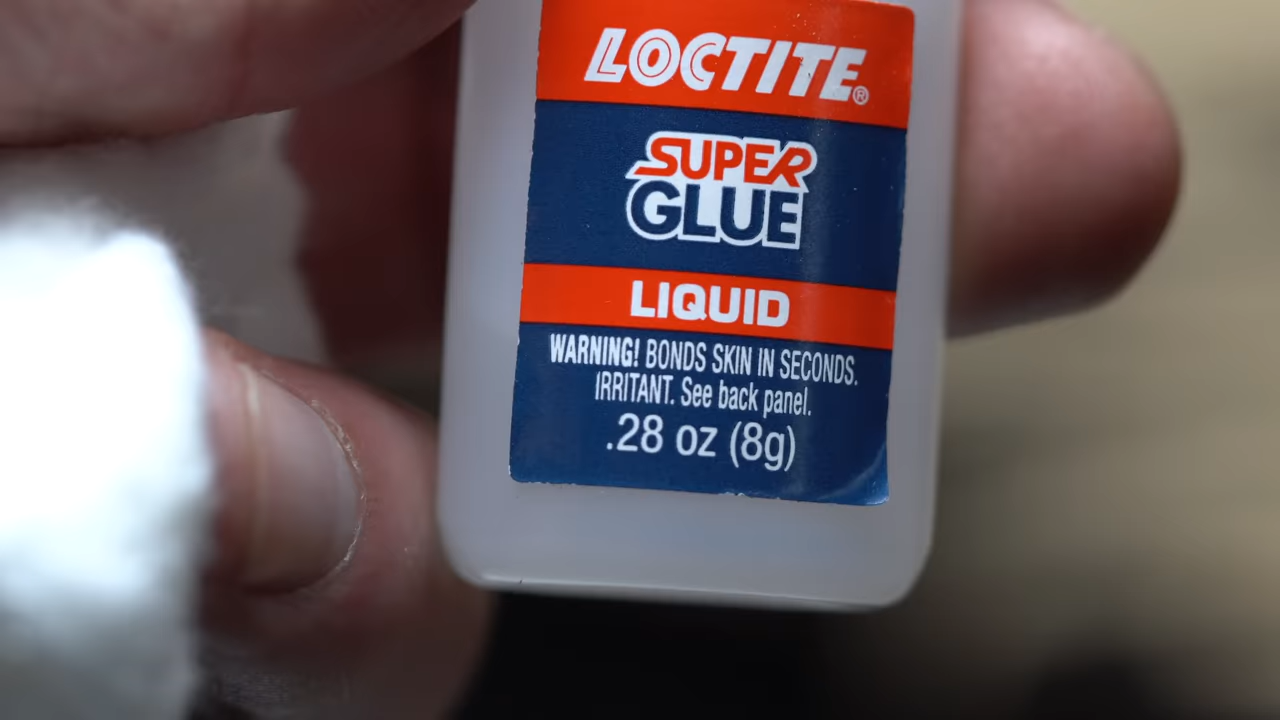 LOCTITE®
SUPER
GLUE
LIQUID
WARNING! BONDS SKIN IN SECONDS.
IRRITANT. See back panel.
.28 oz (8g)